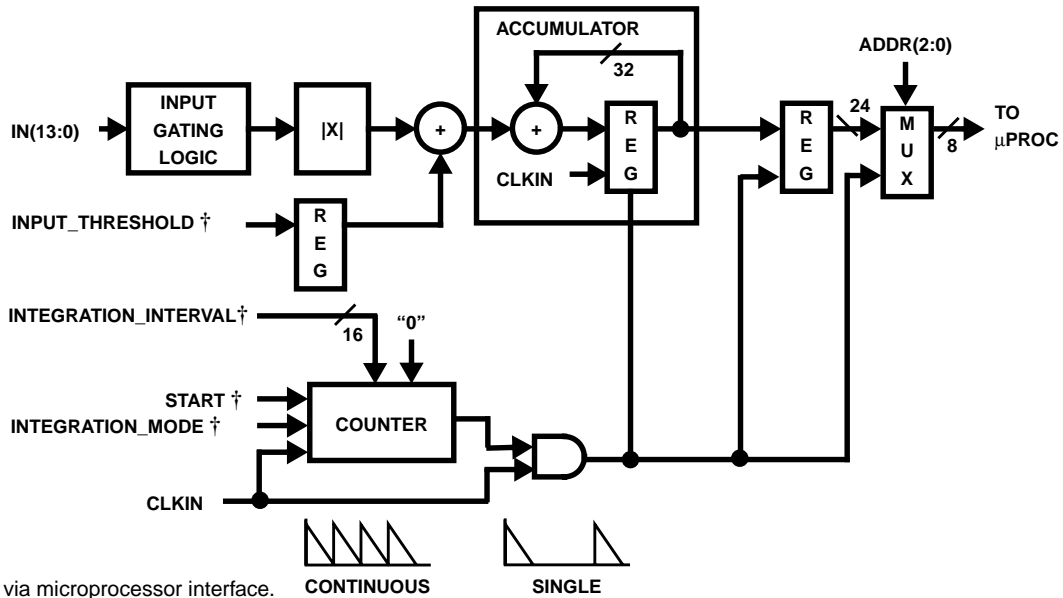 ACCUMULATOR
32
ADDR(2:0)
IN(13:0)
INPUT
GATING
LOGIC
|X|
+
+
R
E
G
CLKIN
R
E
G
24
M
U
X
8
TO
μPROC
INPUT_THRESHOLD †
R
E
G
INTEGRATION_INTERVAL†
16
“0”
START †
INTEGRATION_MODE †
COUNTER
CLKIN
CONTINUOUS
SINGLE
via microprocessor interface.